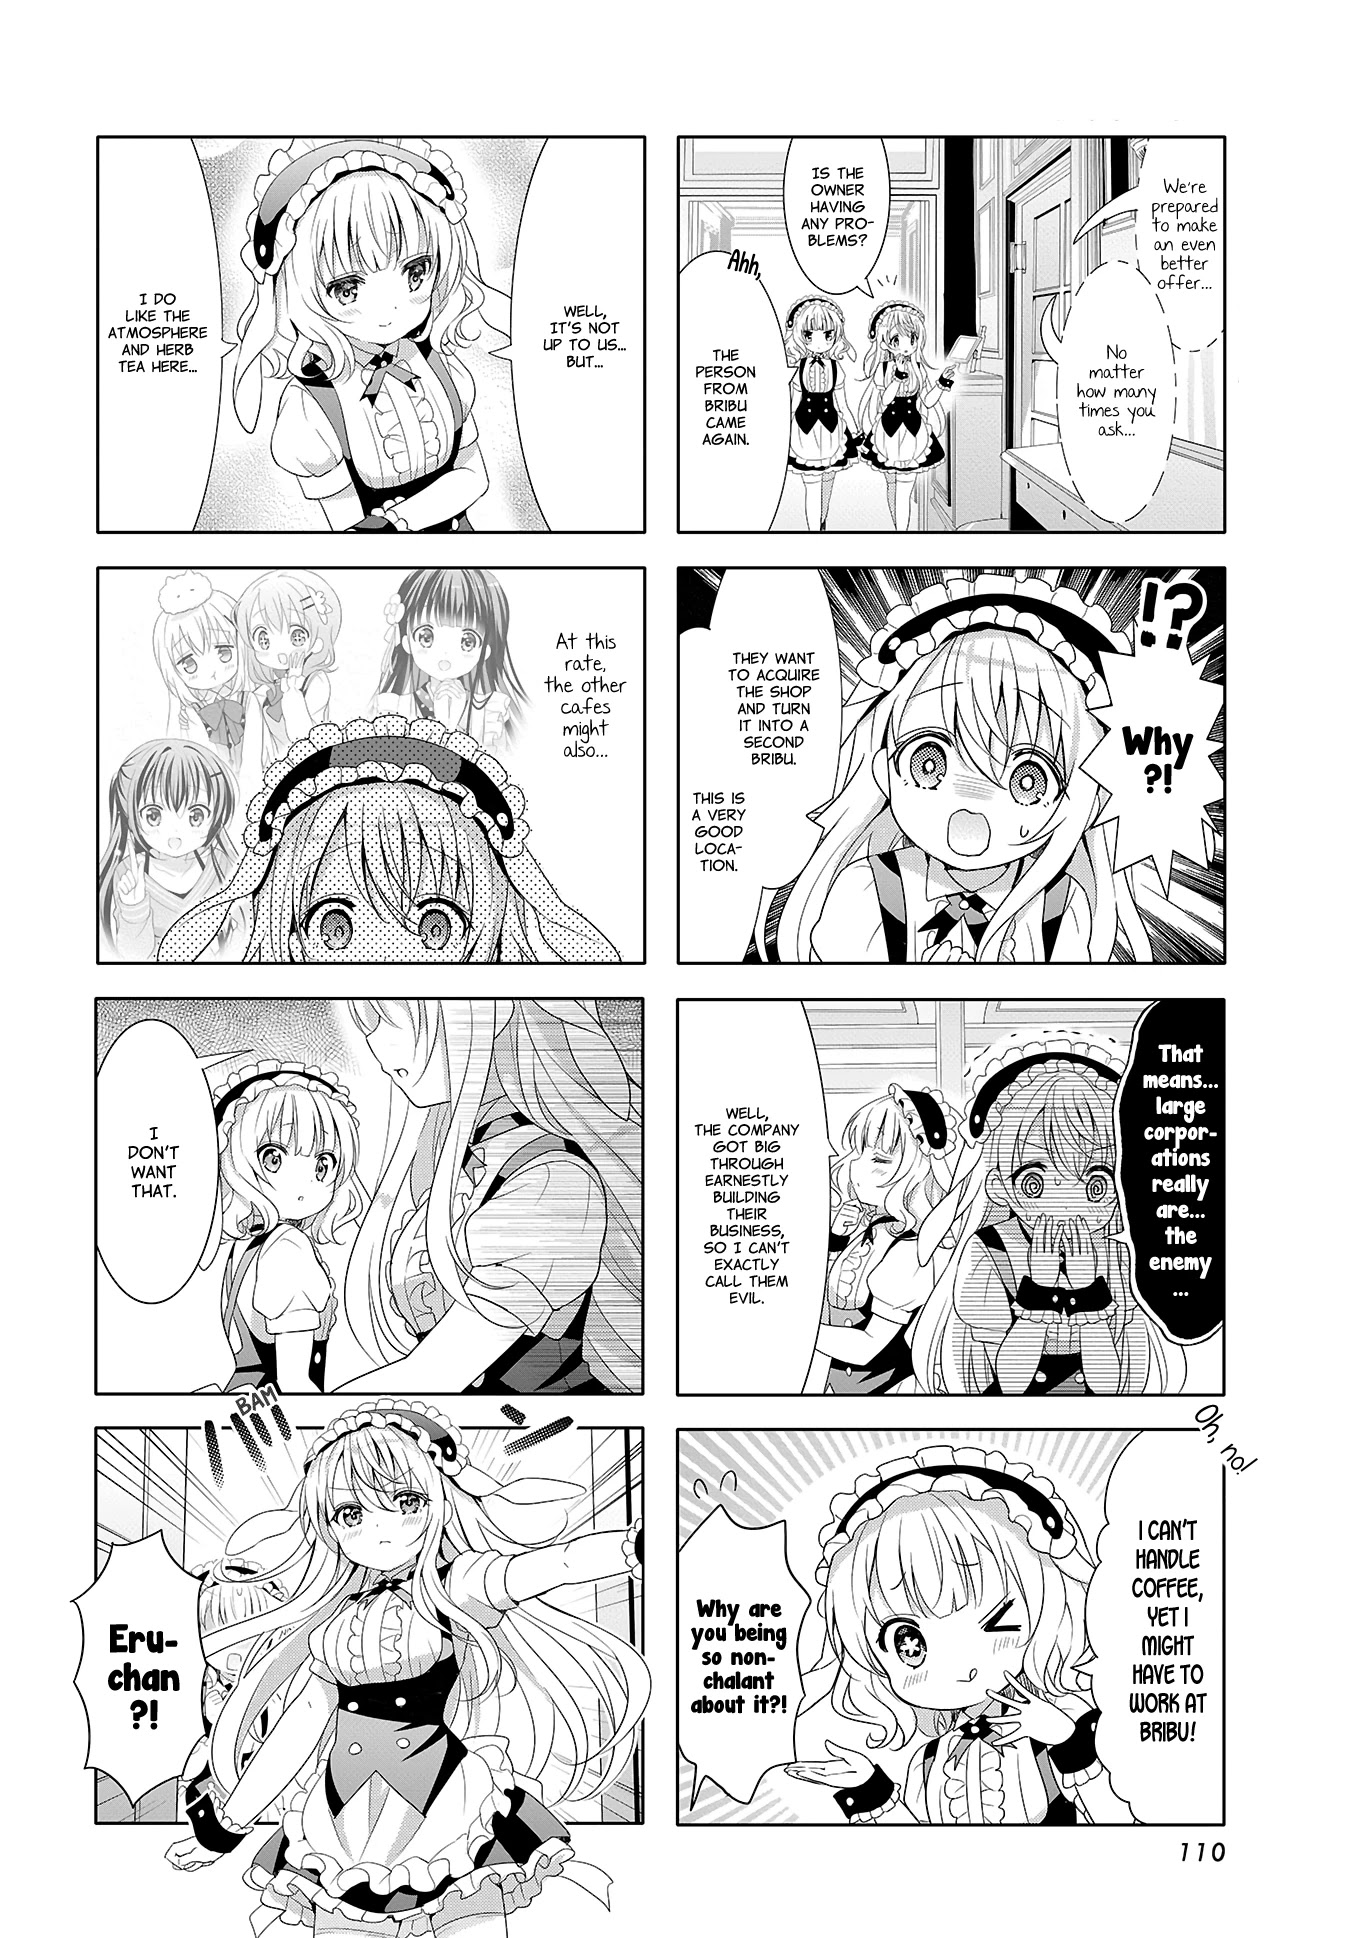 We're
prepared
to make
an even
better
offer...
No
matter
how many
times you
ask...
IS THE
OWNER
HAVING
ANY PRO-
BLEMS?
Ahh,
THE
PERSON
FROM
BRIBU
CAME
AGAIN.
!?
Why
?!
THEY WANT
TO ACQUIRE
THE SHOP
AND TURN
IT INTO A
SECOND
BRIBU.
THIS IS
A VERY
GOOD
LOCA-
TION.
That
means...
large
corpor-
ations
really
are...
the
enemy
...
WELL,
THE COMPANY
GOT BIG
THROUGH
EARNESTLY
BUILDING
THEIR
BUSINESS,
SO I CAN'T
EXACTLY
CALL THEM
EVIL.
Oh, no!
I CAN'T
HANDLE
COFFEE,
YET I
MIGHT
HAVE TO
WORK AT
BRIBU!
Why are
you being
so non-
chalant
about it?!
WELL,
IT'S NOT
UP TO US...
BUT...
I DO
LIKE THE
ATMOSPHERE
AND HERB
TEA HERE...
At this
rate,
the other
cafes
might
also...
I
DON'T
WANT
THAT.
BAM
Eru-
chan
?!
110